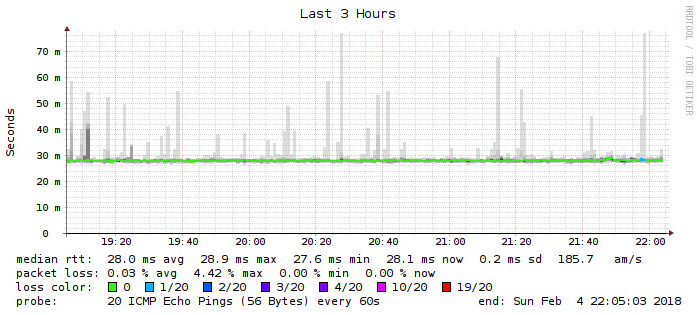 Last 3 Hours
RRDTOOL / TOBI OETIKER
Seconds
70 m
60 m
50 m
40 m
30 m
20 m
10 m
0
19:20 19:40 20:00 20:20 20:40 21:00 21:20 21:40 22:00
median rtt: 28.0 ms avg 28.9 ms max 27.6 ms min 28.1 ms now 0.2 ms sd 185.7 am/s
packet loss: 0.03 % avg 4.42 % max 0.00 % min 0.00 % now
loss color: 0 1/20 2/20 3/20 4/20 10/20 19/20
probe: 20 ICMP Echo Pings (56 Bytes) every 60s end: Sun Feb 4 22:05:03 2018